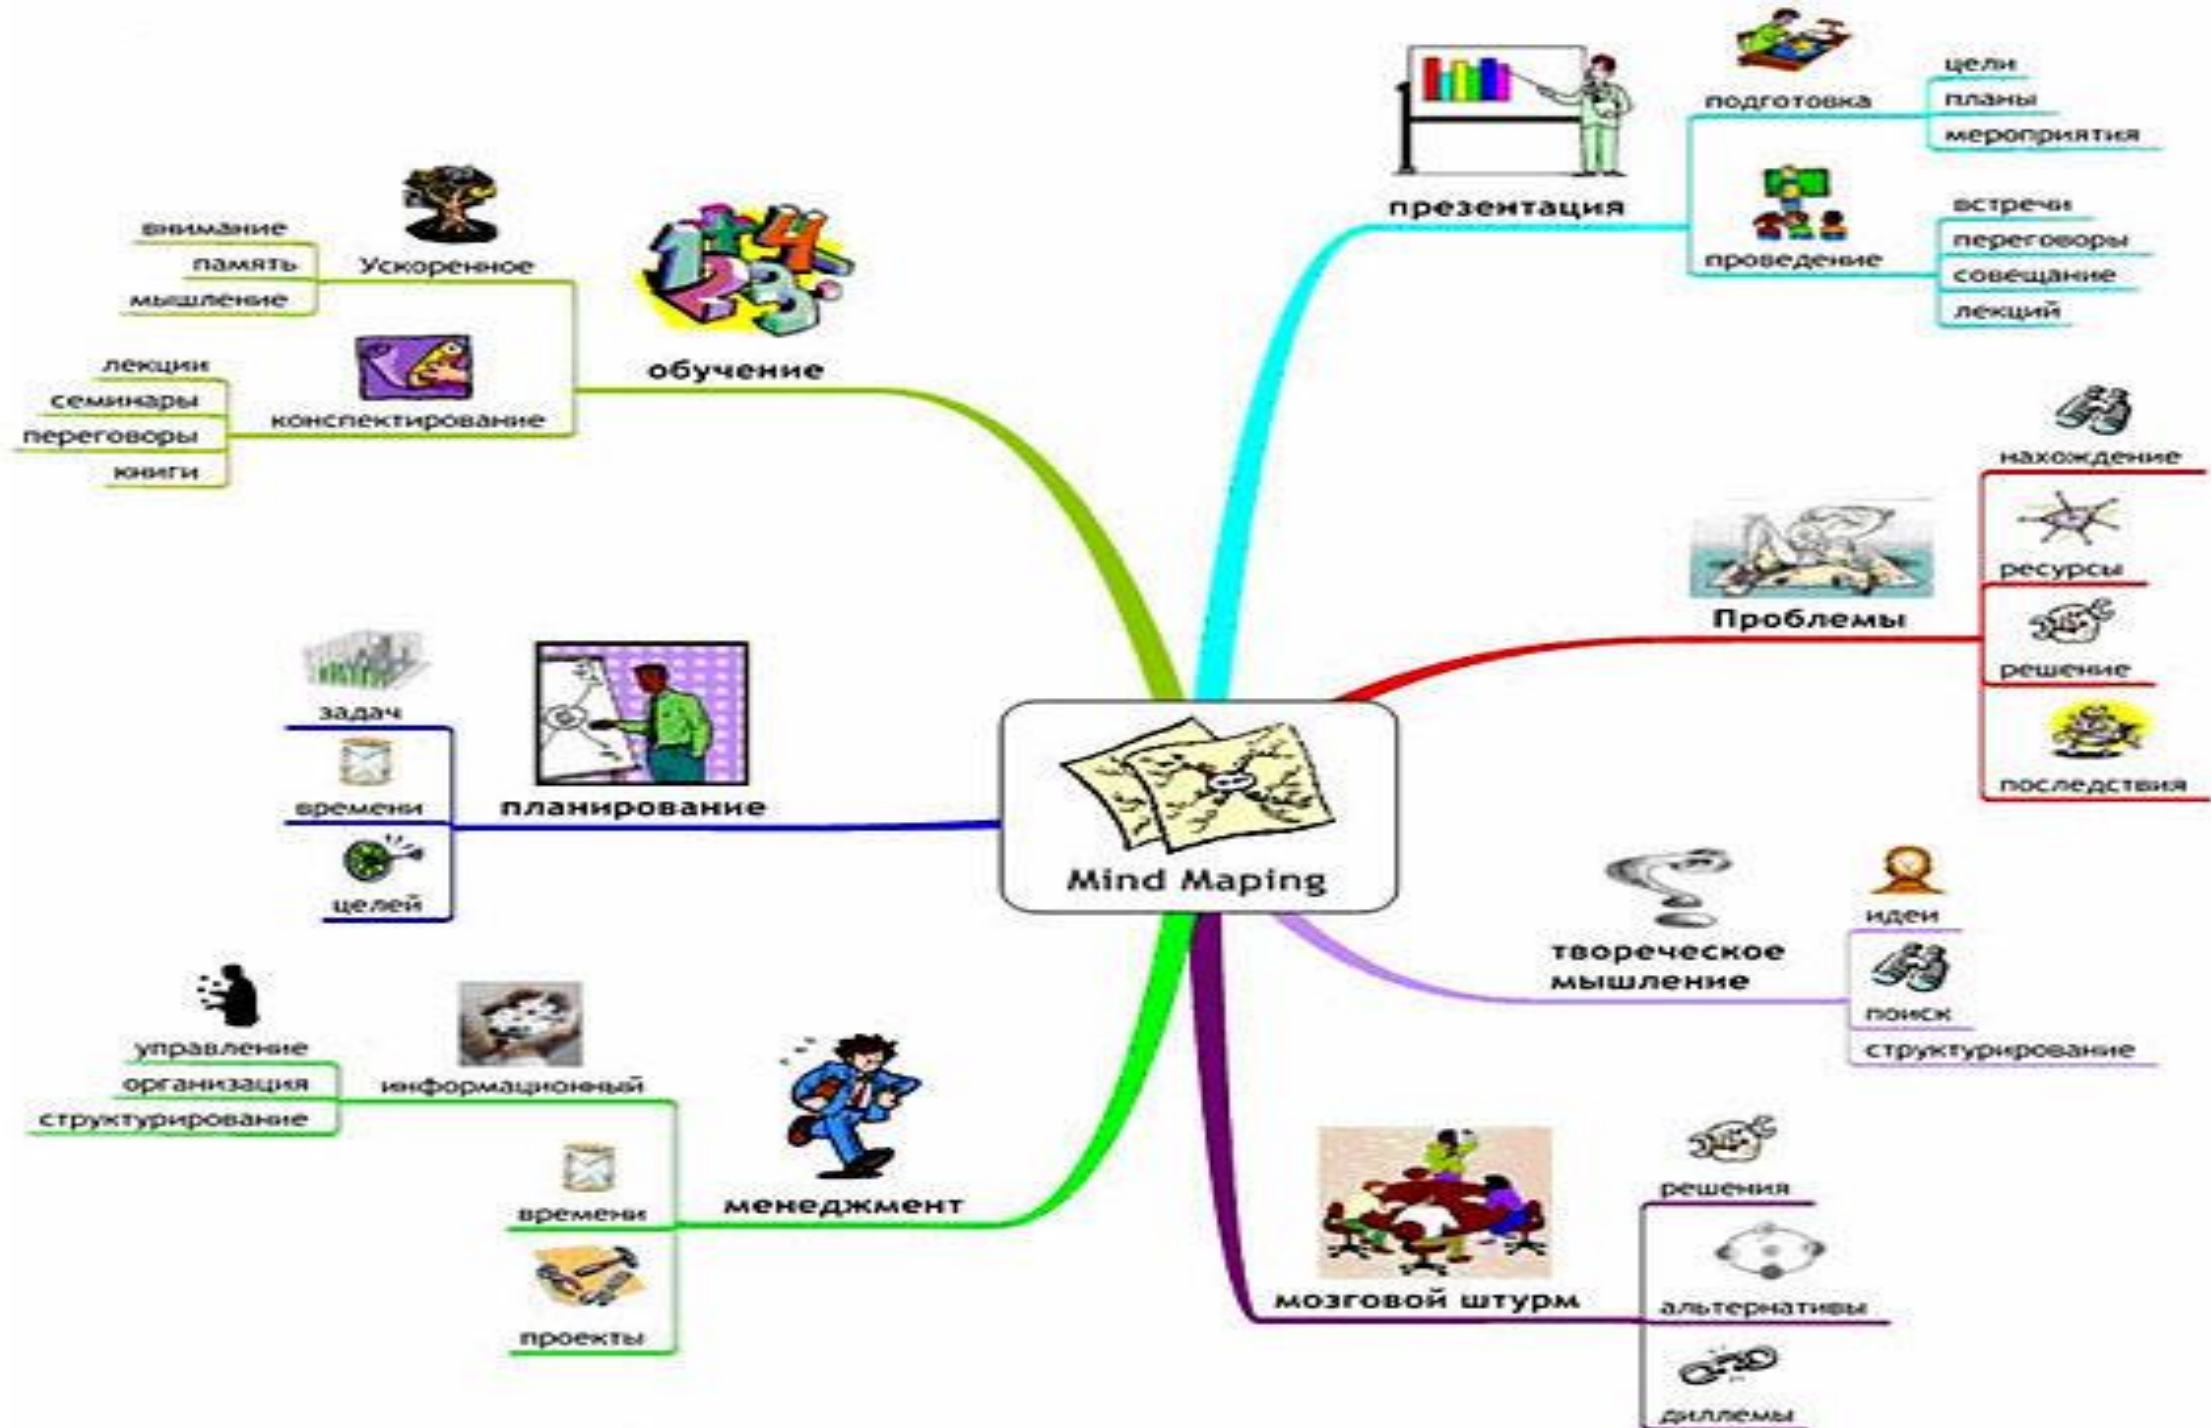 презентация
подготовка
цели
планы
мероприятия
проведение
встречи
переговоры
совещание
лекций
Проблемы
нахождение
ресурсы
решение
последствия
твореческое
мышление
идеи
поиск
структурирование
мозговой штурм
решения
альтернативы
диллемы
Mind Maping
обучение
Ускоренное
внимание
память
мышление
конспектирование
лекции
семинары
переговоры
книги
планирование
задач
времени
целей
менеджмент
информационный
управление
организация
структурирование
времени
проекты